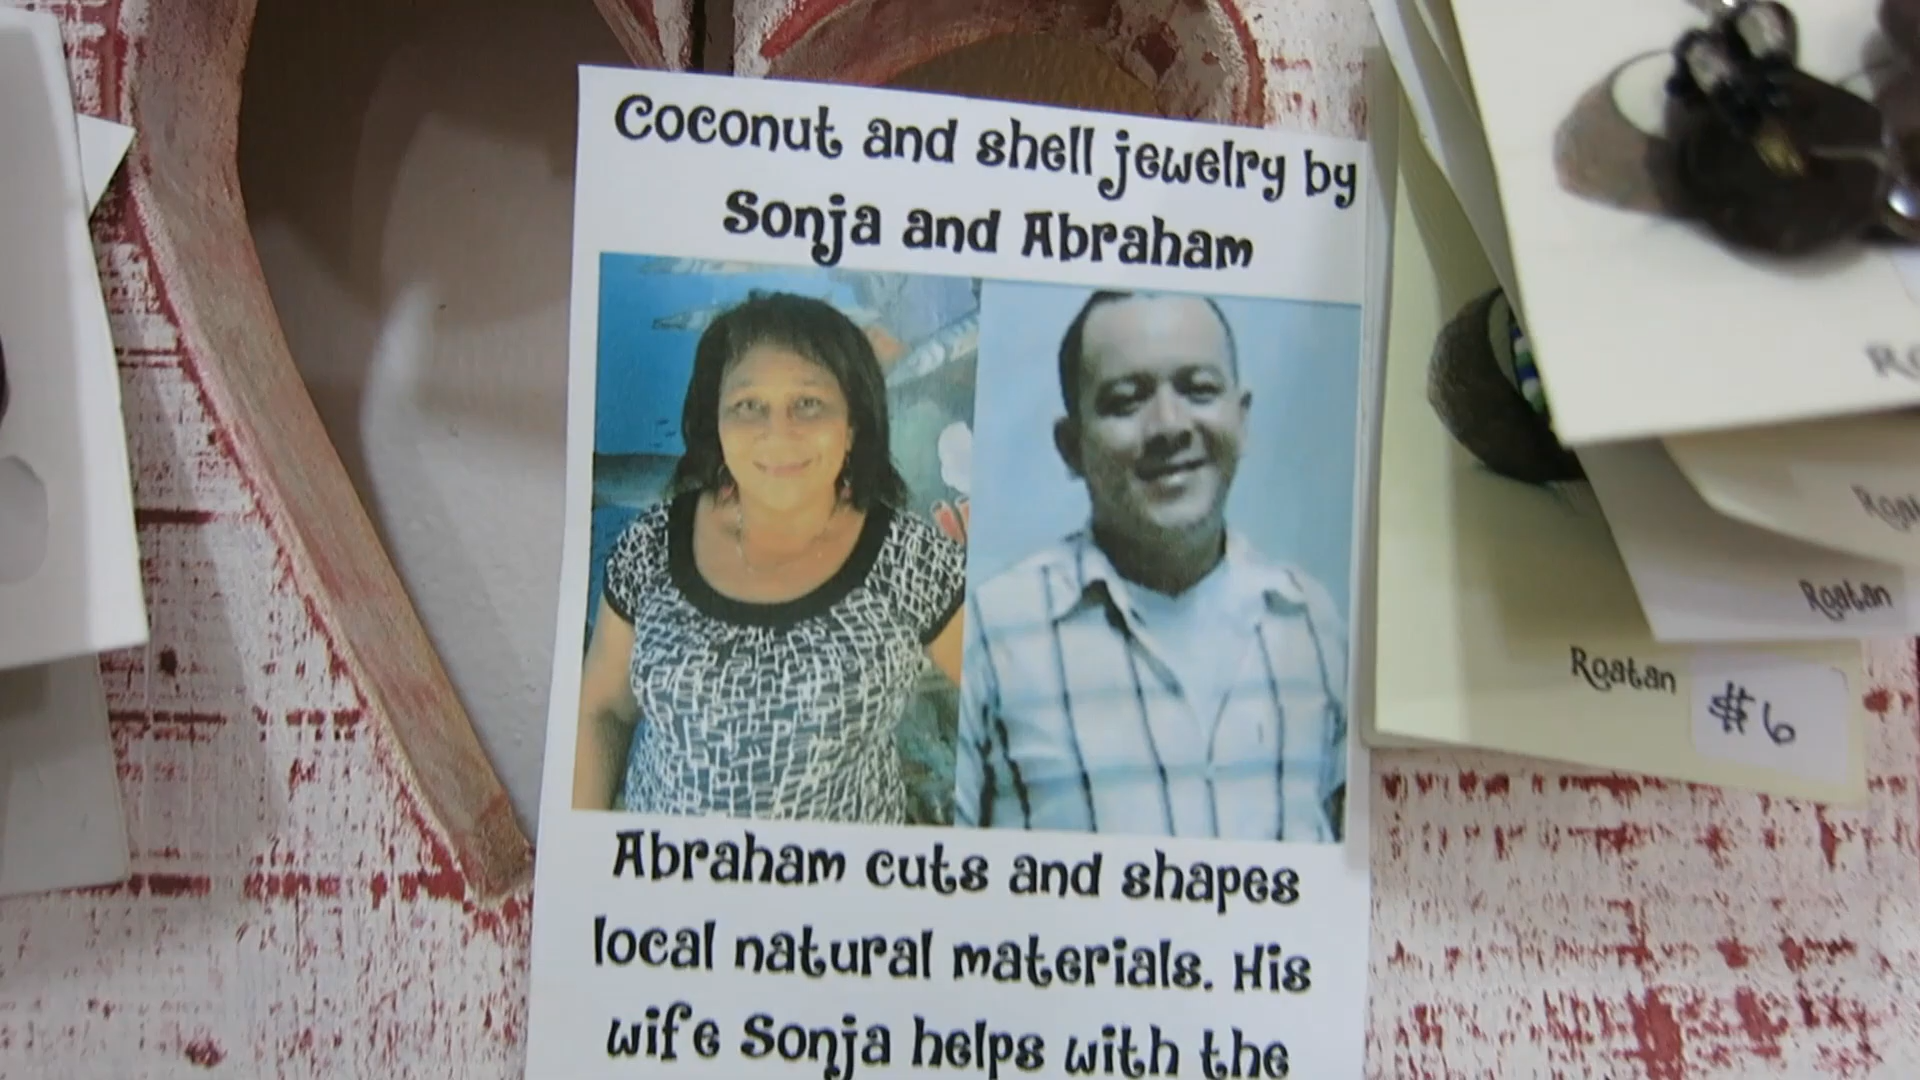 Coconut and shell jewelry by
Sonja and Abraham
Abraham cuts and shapes
local natural materials. His
wife Sonja helps with the
Roatan
Roatan
$6